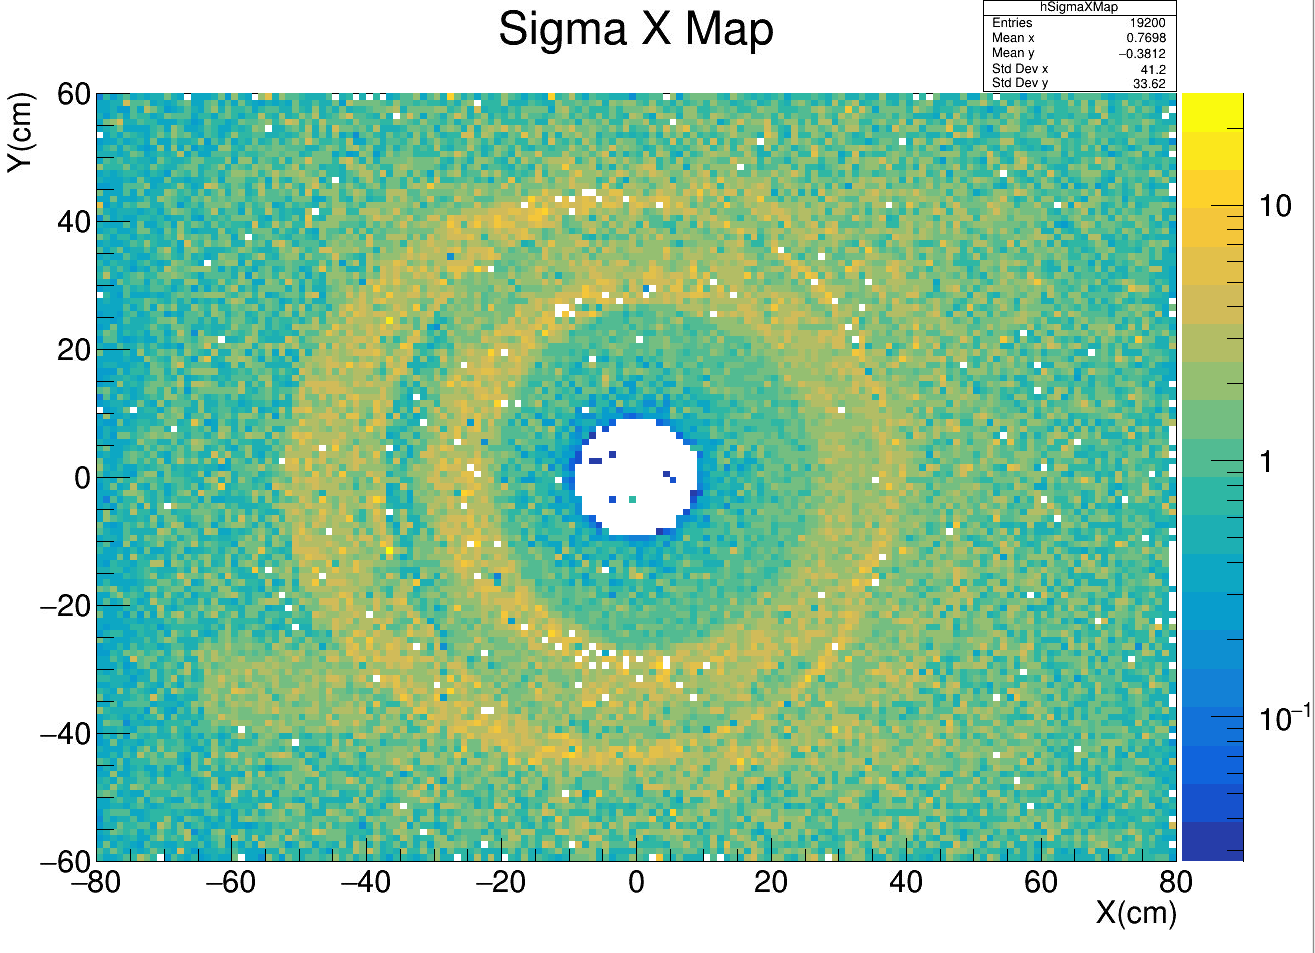 Sigma X Map
hSigmaXMap
Entries 19200
Mean x 0.7698
Mean y −0.3812
Std Dev x 41.2
Std Dev y 33.62
Y(cm)
60
40
20
0
−20
−40
−60
−80 −60 −40 −20 0 20 40 60 80
X(cm)
10
1
10−1